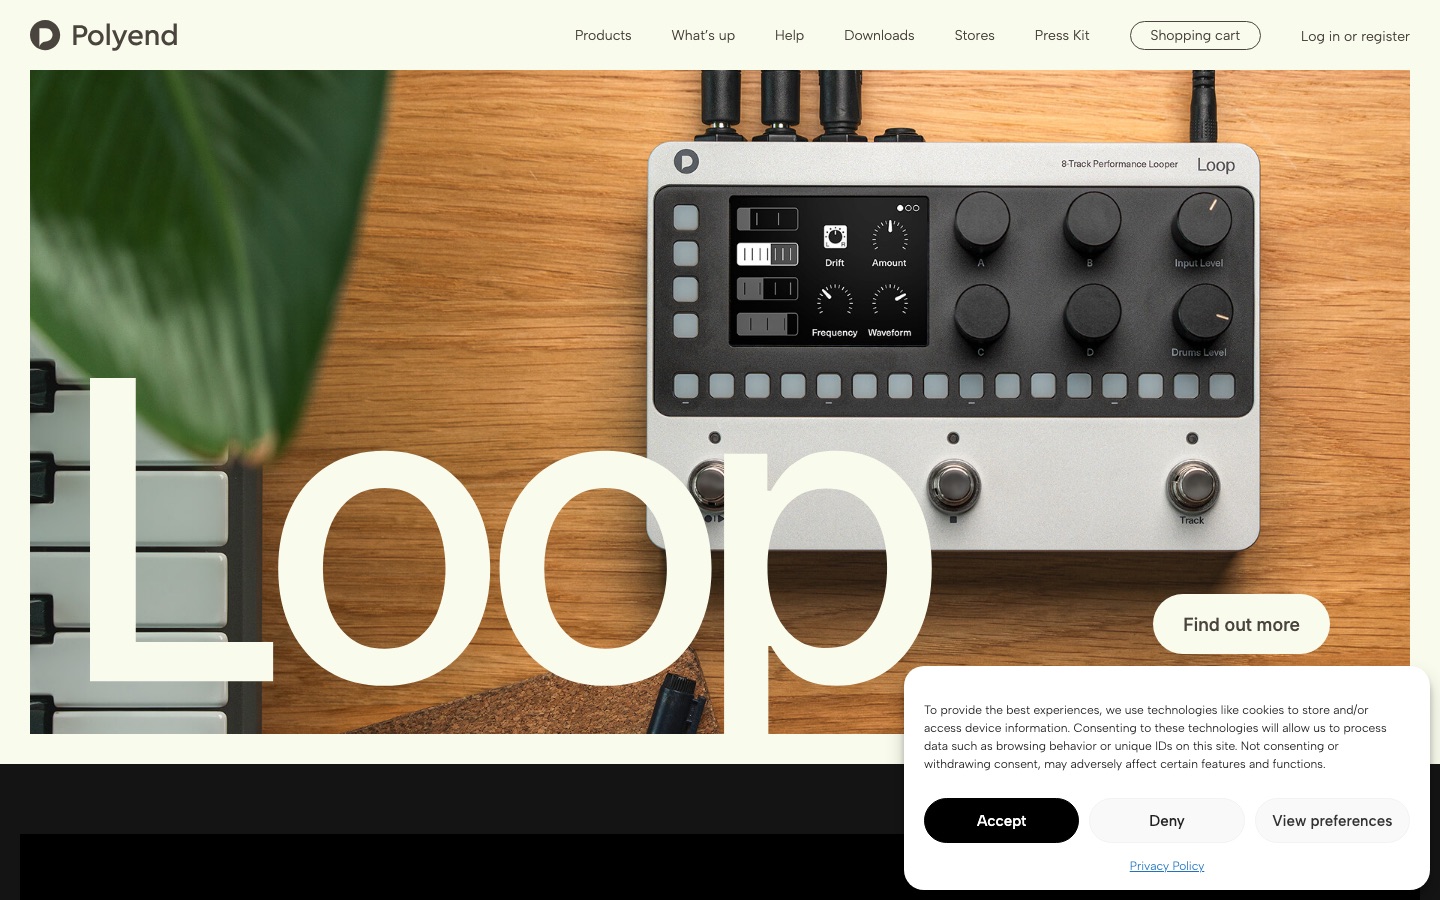 Polyend
Products
What's up
Help
Downloads
Stores
Press Kit
Shopping cart
Log in or register
8-Track Performance Looper
Loop
Drift
Amount
Frequency
Waveform
L
R
A
B
Input Level
C
D
Drums Level
Track
Loop
Find out more
To provide the best experiences, we use technologies like cookies to store and/or
access device information. Consenting to these technologies will allow us to process
data such as browsing behavior or unique IDs on this site. Not consenting or
withdrawing consent, may adversely affect certain features and functions.
Accept
Deny
View preferences
Privacy Policy